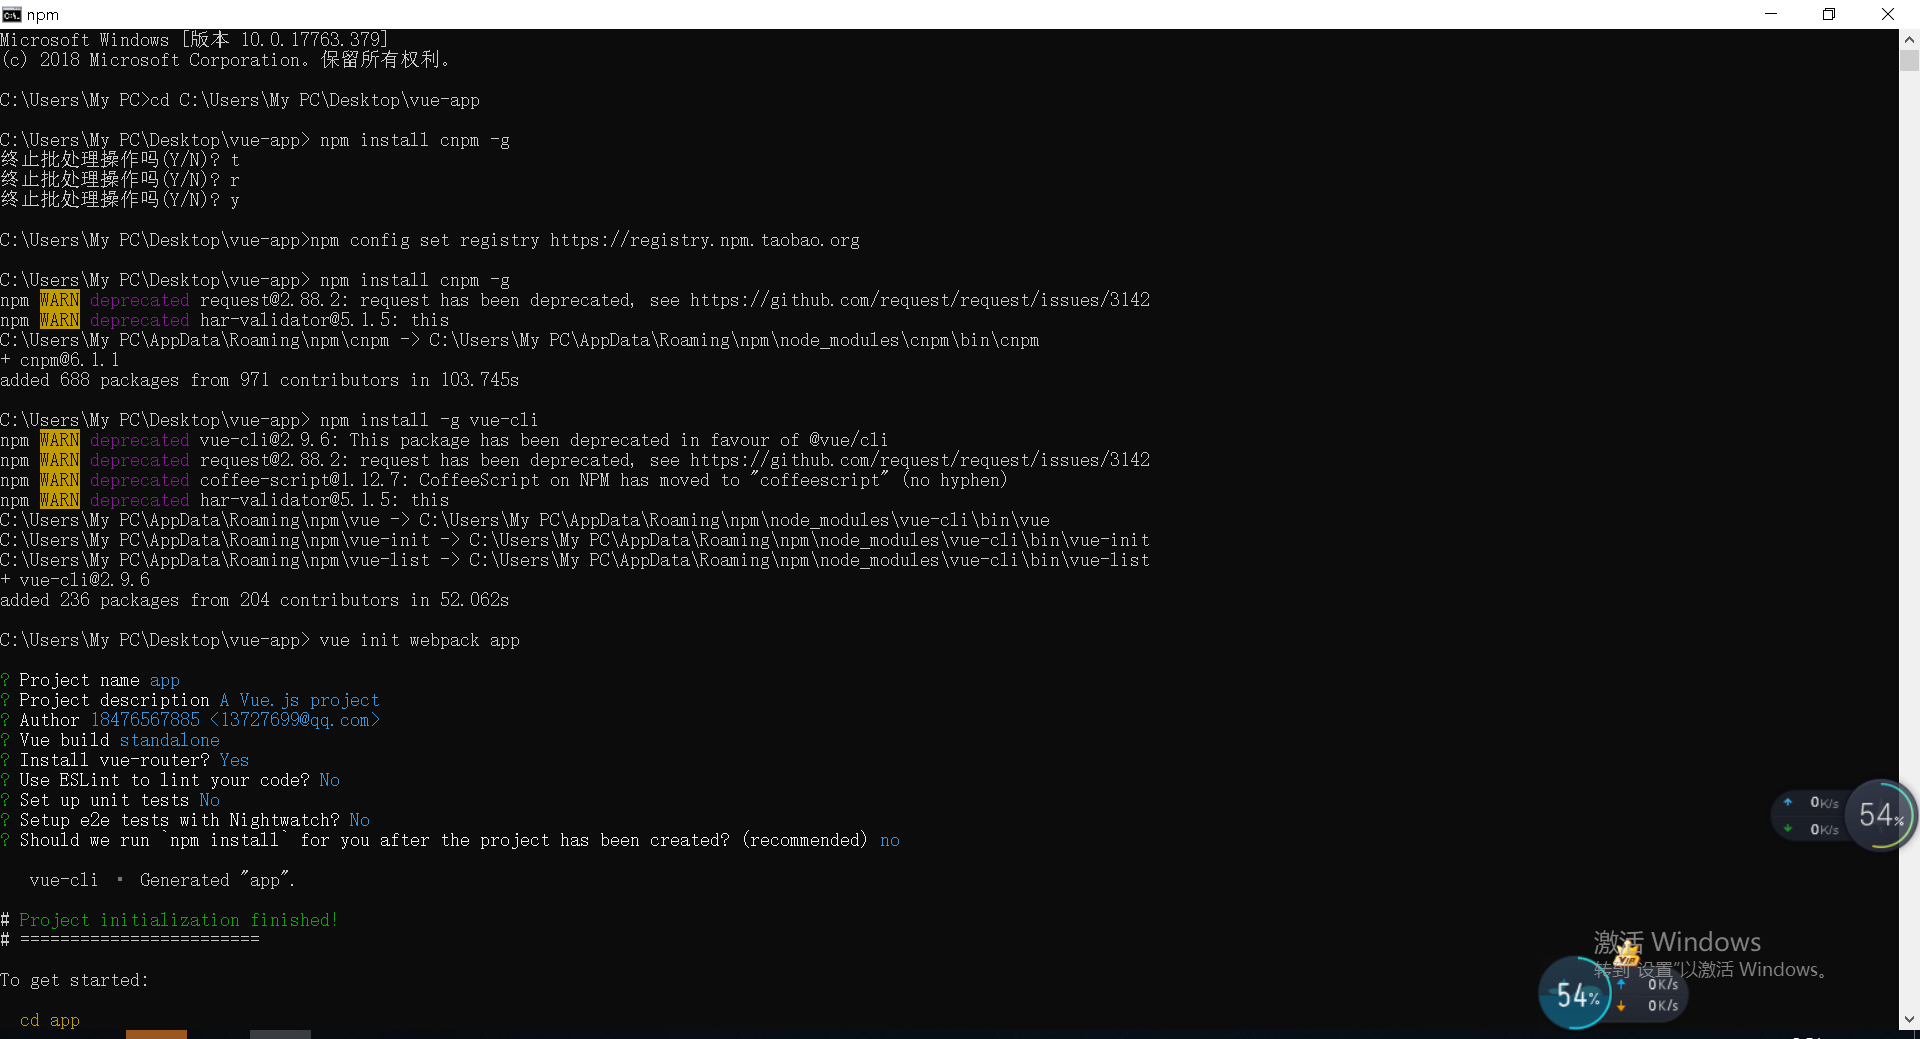 npm
Microsoft Windows [版本 10.0.17763.379]
(c) 2018 Microsoft Corporation。保留所有权利。
C:\Users\My PC>cd C:\Users\My PC\Desktop\vue-app
C:\Users\My PC\Desktop\vue-app> npm install cnpm -g
终止批处理操作吗(Y/N)? t
终止批处理操作吗(Y/N)? r
终止批处理操作吗(Y/N)? y
C:\Users\My PC\Desktop\vue-app>npm config set registry https://registry.npm.taobao.org
C:\Users\My PC\Desktop\vue-app> npm install cnpm -g
npm WARN deprecated request@2.88.2: request has been deprecated, see https://github.com/request/request/issues/3142
npm WARN deprecated har-validator@5.1.5: this
C:\Users\My PC\AppData\Roaming\npm\cnpm -> C:\Users\My PC\AppData\Roaming\npm\node_modules\cnpm\bin\cnpm
+ cnpm@6.1.1
added 688 packages from 971 contributors in 103.745s
C:\Users\My PC\Desktop\vue-app> npm install -g vue-cli
npm WARN deprecated vue-cli@2.9.6: This package has been deprecated in favour of @vue/cli
npm WARN deprecated request@2.88.2: request has been deprecated, see https://github.com/request/request/issues/3142
npm WARN deprecated coffee-script@1.12.7: CoffeeScript on NPM has moved to "coffeescript" (no hyphen)
npm WARN deprecated har-validator@5.1.5: this
C:\Users\My PC\AppData\Roaming\npm\vue -> C:\Users\My PC\AppData\Roaming\npm\node_modules\vue-cli\bin\vue
C:\Users\My PC\AppData\Roaming\npm\vue-init -> C:\Users\My PC\AppData\Roaming\npm\node_modules\vue-cli\bin\vue-init
C:\Users\My PC\AppData\Roaming\npm\vue-list -> C:\Users\My PC\AppData\Roaming\npm\node_modules\vue-cli\bin\vue-list
+ vue-cli@2.9.6
added 236 packages from 204 contributors in 52.062s
C:\Users\My PC\Desktop\vue-app> vue init webpack app
? Project name app
? Project description A Vue.js project
? Author 18476567885 <13727699@qq.com>
? Vue build standalone
? Install vue-router? Yes
? Use ESLint to lint your code? No
? Set up unit tests No
? Setup e2e tests with Nightwatch? No
? Should we run `npm install` for you after the project has been created? (recommended) no
vue-cli · Generated "app".
# Project initialization finished!
# ========================
To get started:
cd app
0K/s
0K/s
54%
激活 Windows
转到"设置"以激活 Windows。
VIP
54%
0K/s
0K/s